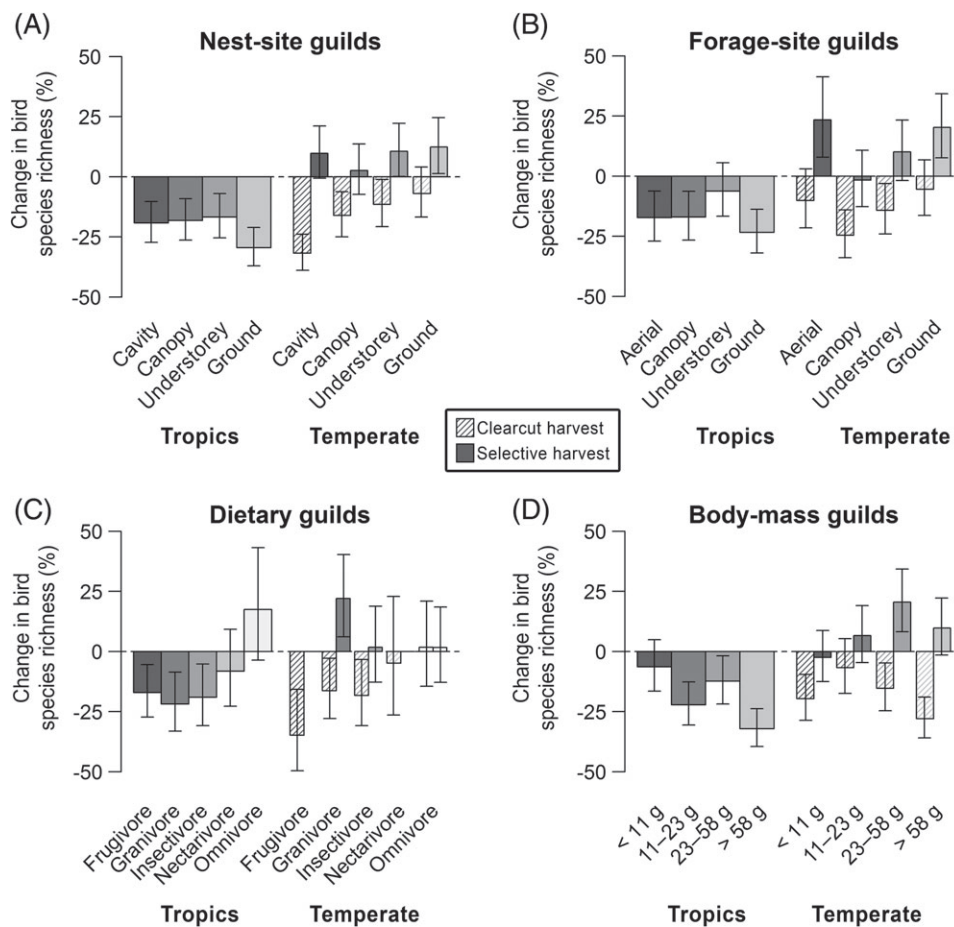 (A)
Nest-site guilds
Change in bird
species richness (%)
50
25
0
-25
-50
Cavity
Canopy
Understorey
Ground
Cavity
Canopy
Understorey
Ground
Tropics
Temperate
(B)
Forage-site guilds
Change in bird
species richness (%)
50
25
0
-25
-50
Aerial
Canopy
Understorey
Ground
Aerial
Canopy
Understorey
Ground
Tropics
Temperate
Clearcut harvest
Selective harvest
(C)
Dietary guilds
Change in bird
species richness (%)
50
25
0
-25
-50
Frugivore
Granivore
Insectivore
Nectarivore
Omnivore
Frugivore
Granivore
Insectivore
Nectarivore
Omnivore
Tropics
Temperate
(D)
Body-mass guilds
Change in bird
species richness (%)
50
25
0
-25
-50
< 11 g
11–23 g
23–58 g
> 58 g
< 11 g
11–23 g
23–58 g
> 58 g
Tropics
Temperate